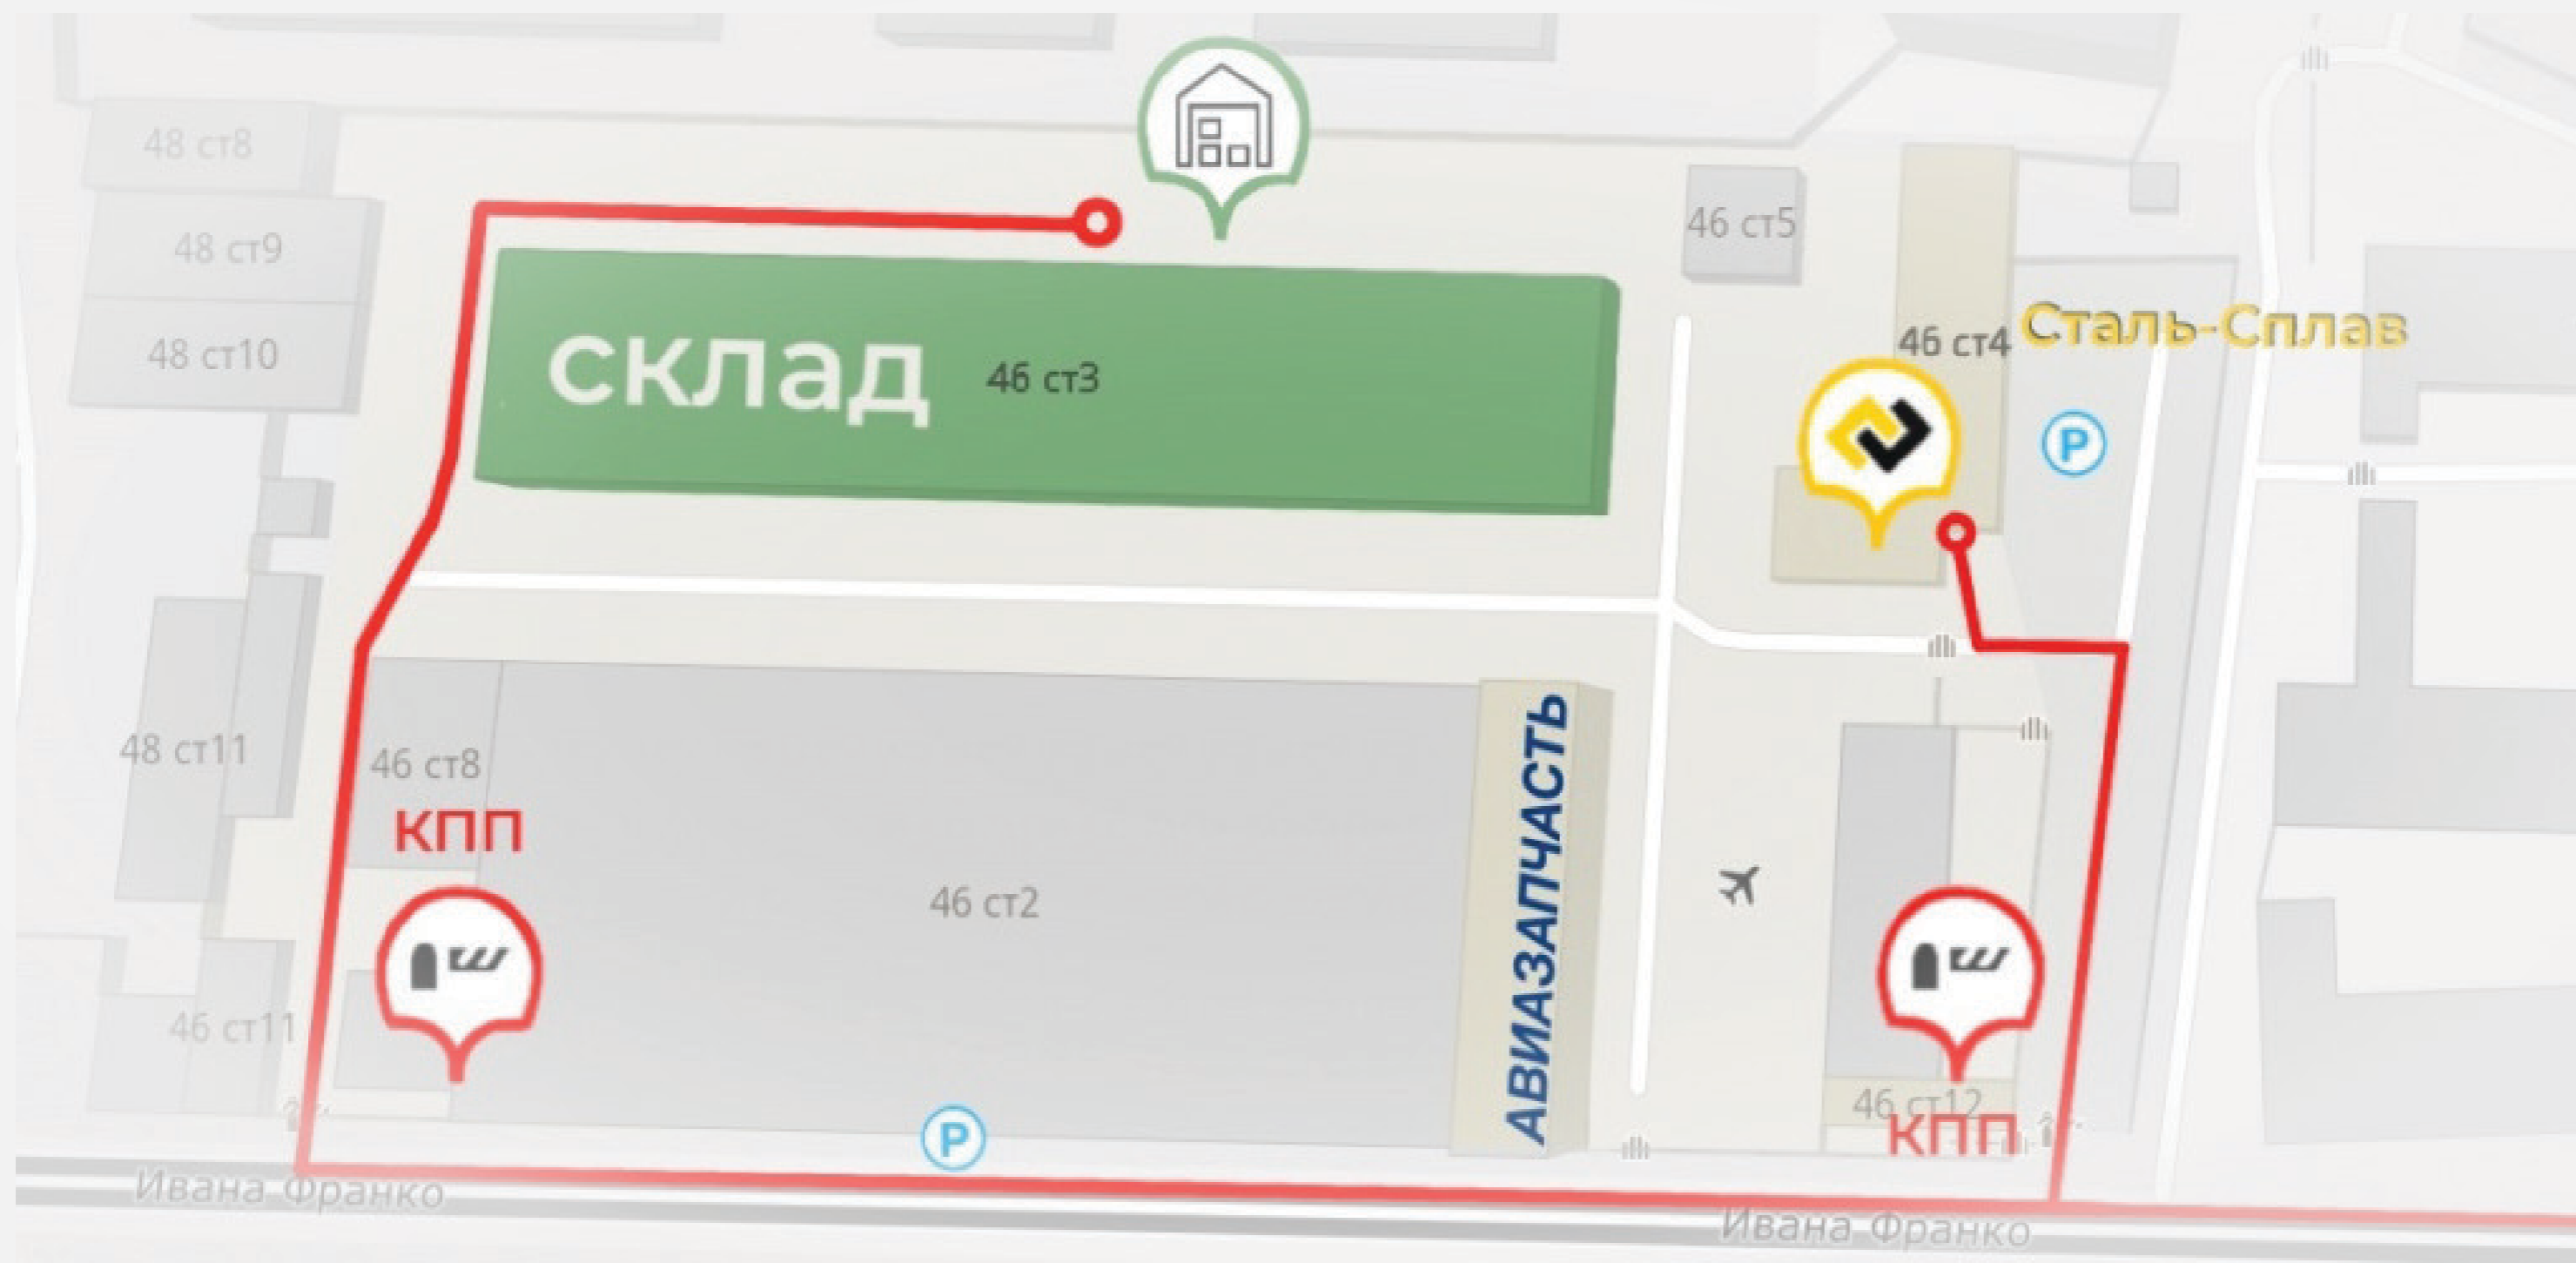 48 ст8
48 ст9
46 ст5
48 ст10
склад
46 ст3
46 ст4
Сталь-Сплав
P
48 ст11
46 ст8
КПП
46 ст2
АВИАЗАПЧАСТЬ
46 ст11
46 ст12
КПП
P
Ивана Франко
Ивана Франко